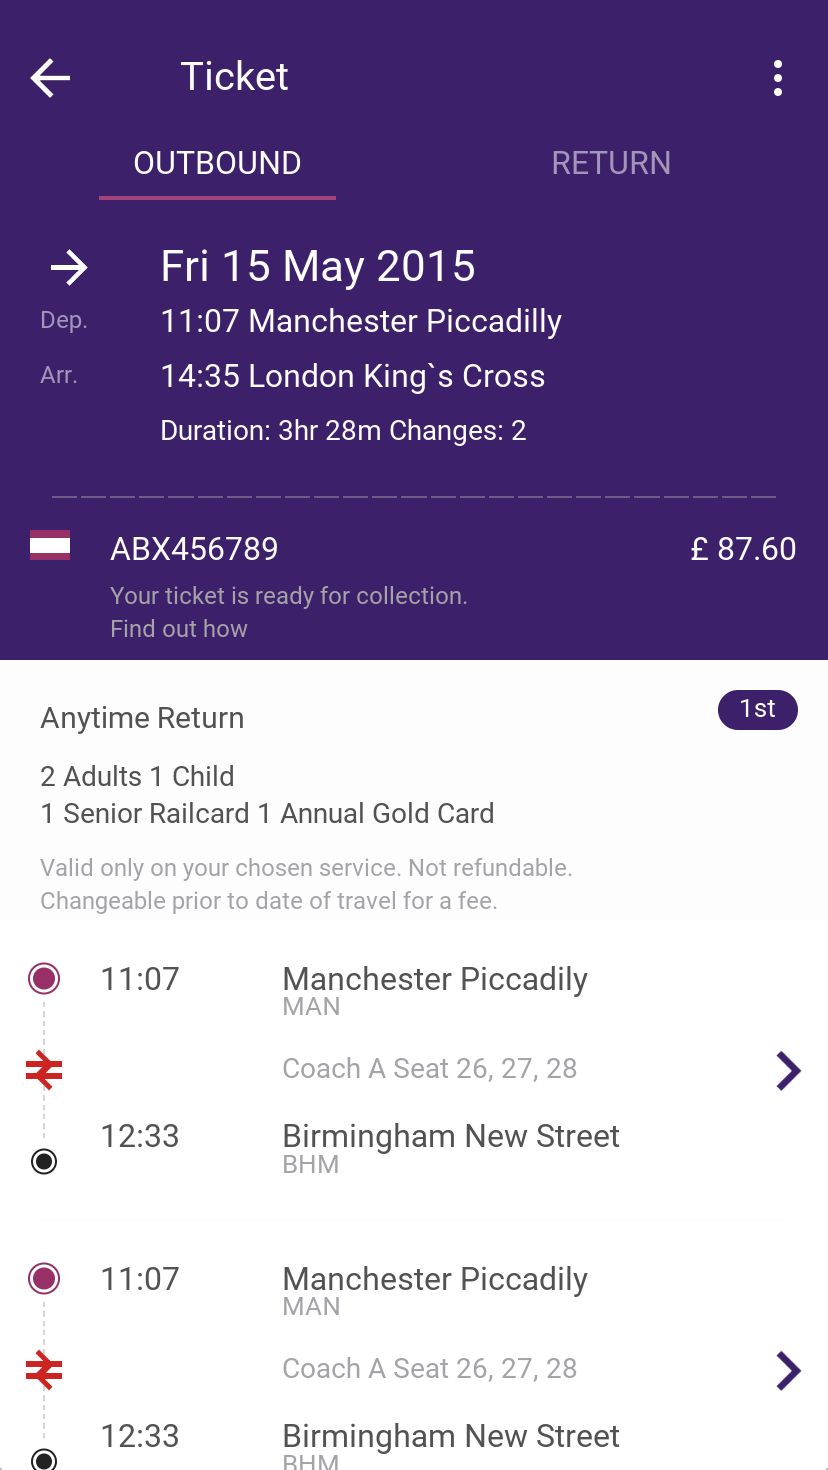 Ticket
OUTBOUND
RETURN
Fri 15 May 2015
Dep.
11:07 Manchester Piccadilly
Arr.
14:35 London King`s Cross
Duration: 3hr 28m Changes: 2
ABX456789
£ 87.60
Your ticket is ready for collection.
Find out how
Anytime Return
1st
2 Adults 1 Child
1 Senior Railcard 1 Annual Gold Card
Valid only on your chosen service. Not refundable.
Changeable prior to date of travel for a fee.
11:07
Manchester Piccadily
MAN
Coach A Seat 26, 27, 28
12:33
Birmingham New Street
BHM
11:07
Manchester Piccadily
MAN
Coach A Seat 26, 27, 28
12:33
Birmingham New Street
BHM